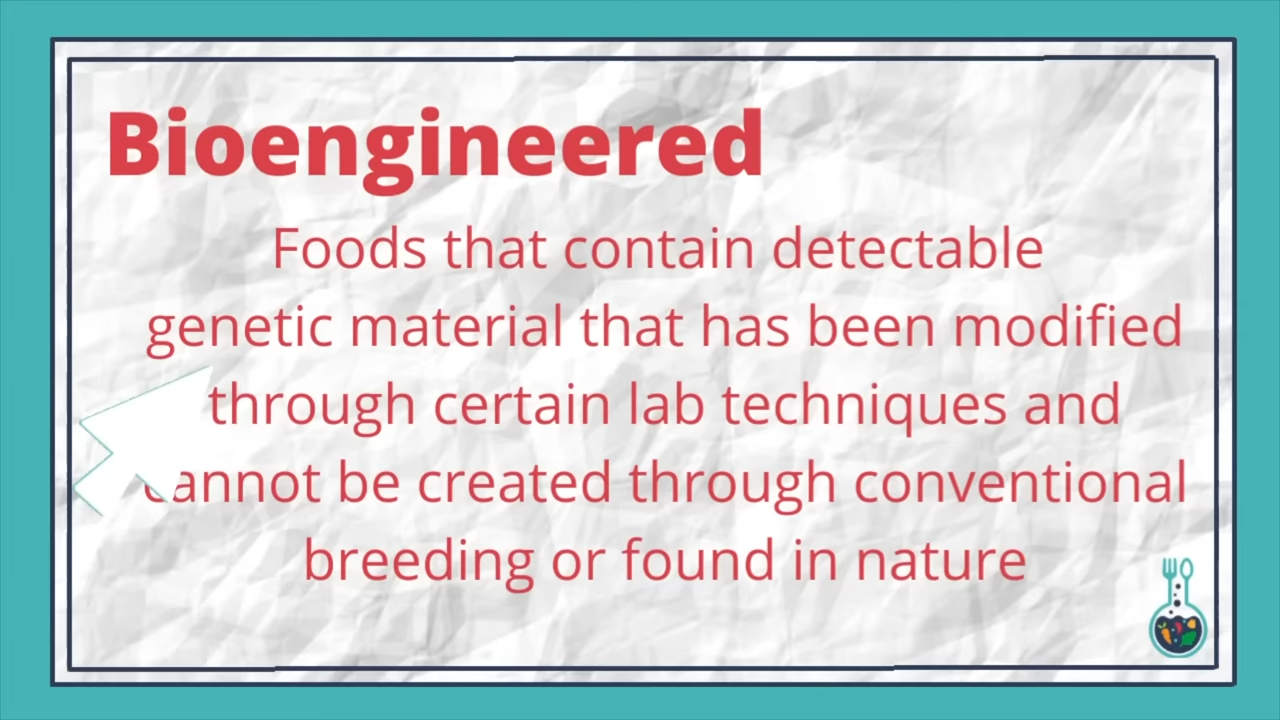 Bioengineered
Foods that contain detectable
genetic material that has been modified
through certain lab techniques and
cannot be created through conventional
breeding or found in nature